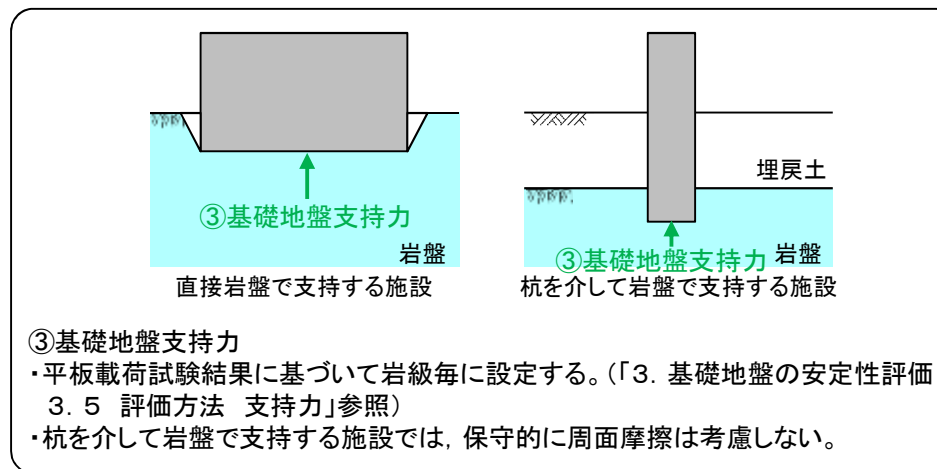 ③基礎地盤支持力
岩盤
直接岩盤で支持する施設
埋戻土
③基礎地盤支持力
岩盤
杭を介して岩盤で支持する施設
③基礎地盤支持力
・平板載荷試験結果に基づいて岩級毎に設定する。（「３．基礎地盤の安定性評価
３．５　評価方法　支持力」参照）
・杭を介して岩盤で支持する施設では，保守的に周面摩擦は考慮しない。